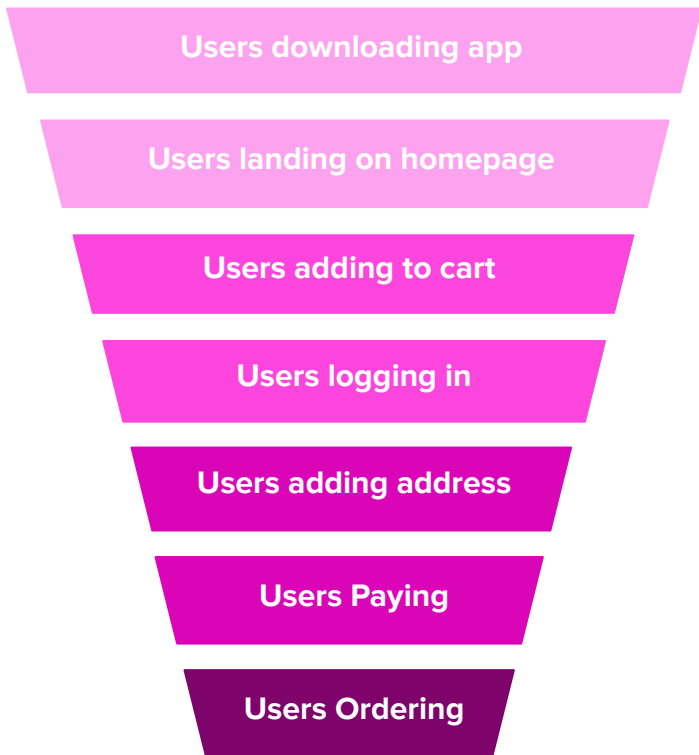 Users downloading app
Users landing on homepage
Users adding to cart
Users logging in
Users adding address
Users Paying
Users Ordering